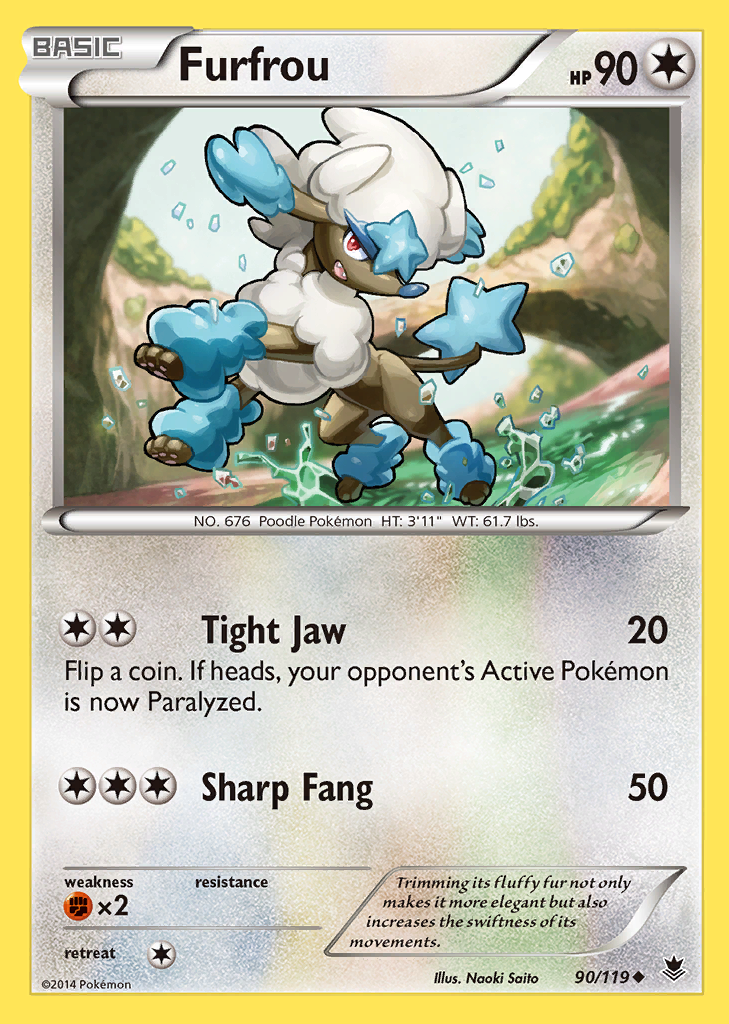 BASIC
Furfrou
HP 90
NO. 676 Poodle Pokémon HT: 3'11" WT: 61.7 lbs.
Tight Jaw 20
Flip a coin. If heads, your opponent's Active Pokémon
is now Paralyzed.
Sharp Fang 50
weakness resistance
×2
retreat
Trimming its fluffy fur not only
makes it more elegant but also
increases the swiftness of its
movements.
Illus. Naoki Saito 90/119
©2014 Pokémon